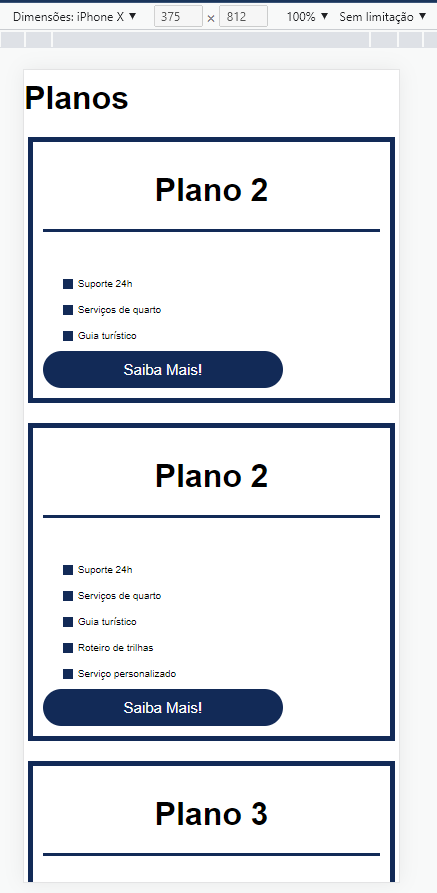 Dimensões: iPhone X ▼ 375 × 812 100% ▼ Sem limitação ▼
Planos
Plano 2
Suporte 24h
Serviços de quarto
Guia turístico
Saiba Mais!
Plano 2
Suporte 24h
Serviços de quarto
Guia turístico
Roteiro de trilhas
Serviço personalizado
Saiba Mais!
Plano 3